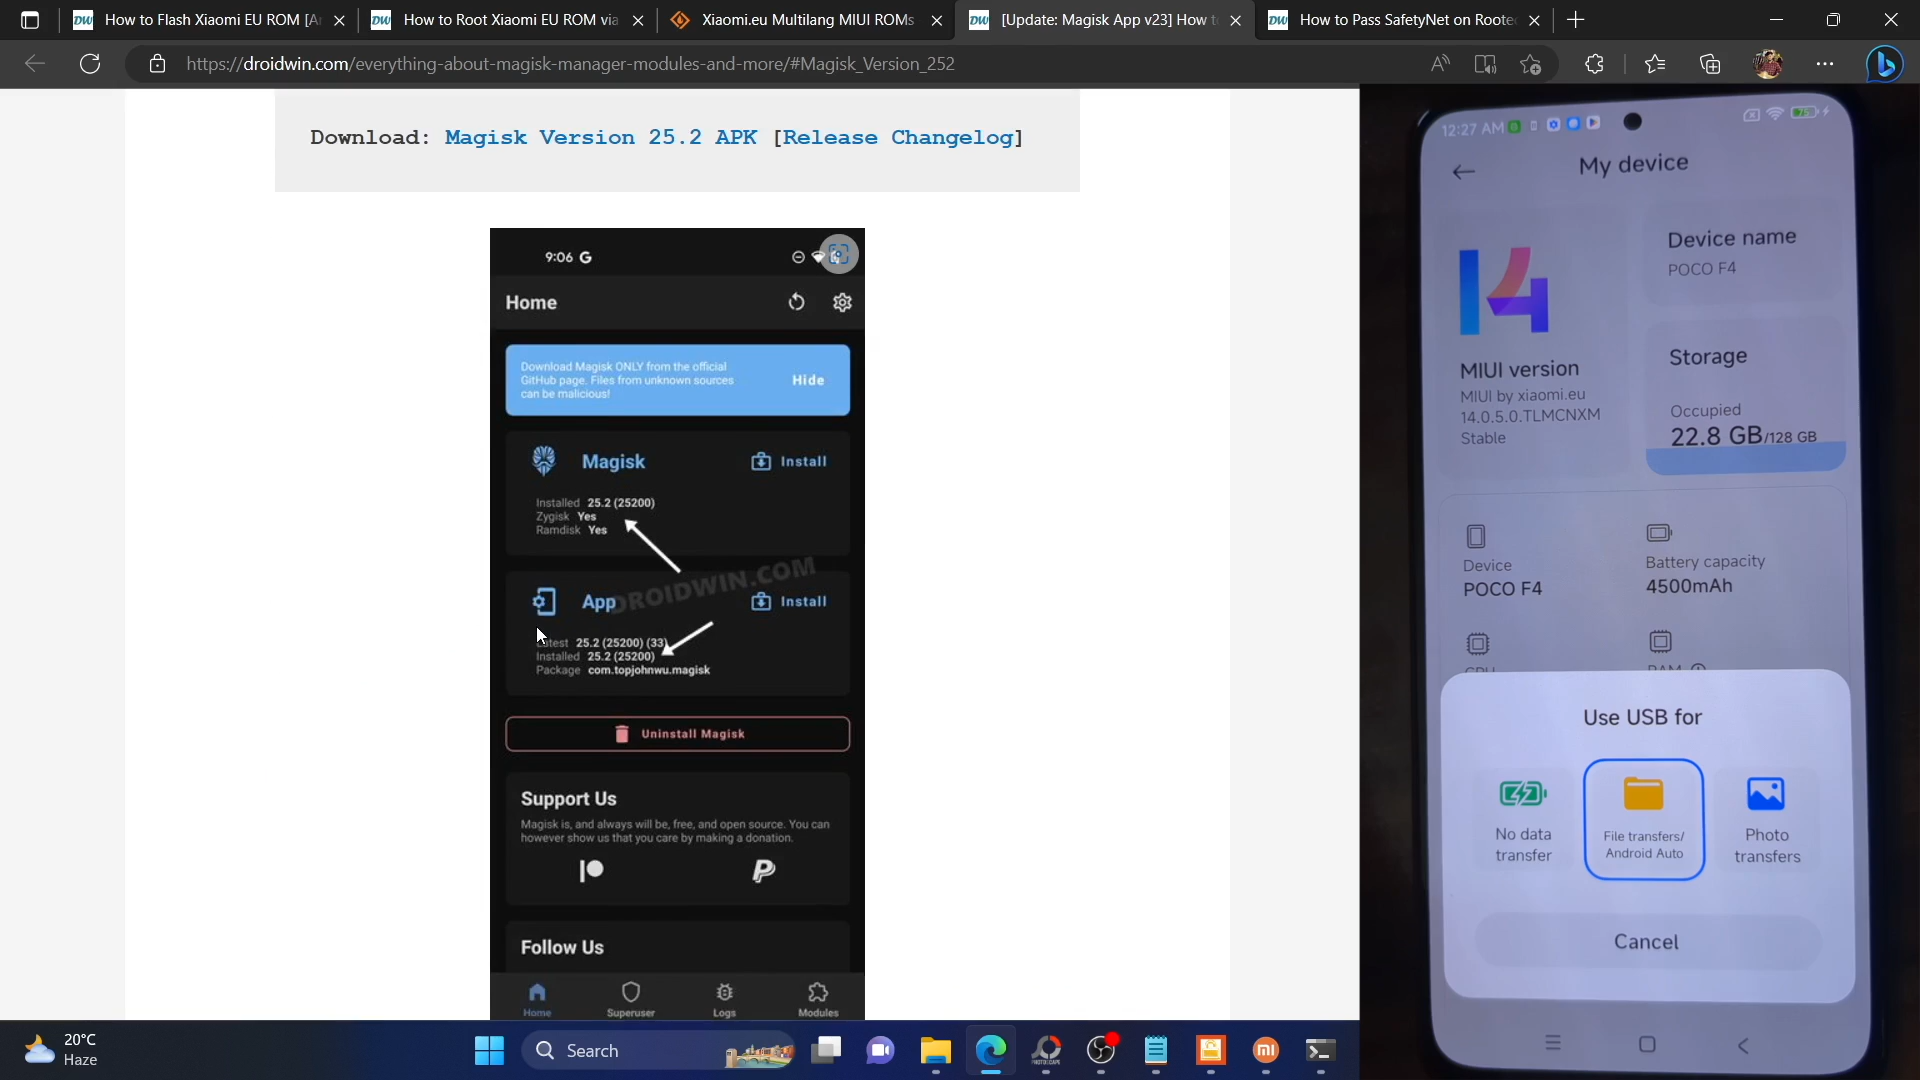 How to Flash Xiaomi EU ROM [A
How to Root Xiaomi EU ROM via
Xiaomi.eu Multilang MIUI ROMs
[Update: Magisk App v23] How t
How to Pass SafetyNet on Roote
https://droidwin.com/everything-about-magisk-manager-modules-and-more/#Magisk_Version_252
Download: Magisk Version 25.2 APK [Release Changelog]
9:06 G
Home
Download Magisk ONLY from the official
GitHub page. Files from unknown sources
can be malicious!
Hide
Magisk
Install
Installed 25.2 (25200)
Zygisk Yes
Ramdisk Yes
DROIDWIN.COM
App
Install
Latest 25.2 (25200) (33)
Installed 25.2 (25200)
Package com.topjohnwu.magisk
Uninstall Magisk
Support Us
Magisk is, and always will be, free, and open source. You can
however show us that you care by making a donation.
Follow Us
Home
Superuser
Logs
Modules
12:27 AM
75
My device
14
Device name
POCO F4
MIUI version
MIUI by xiaomi.eu
14.0.5.0.TLMCNXM
Stable
Storage
Occupied
22.8 GB/128 GB
Device
POCO F4
Battery capacity
4500mAh
CPU
RAM
Use USB for
No data
transfer
File transfers/
Android Auto
Photo
transfers
Cancel
20°C
Haze
Search